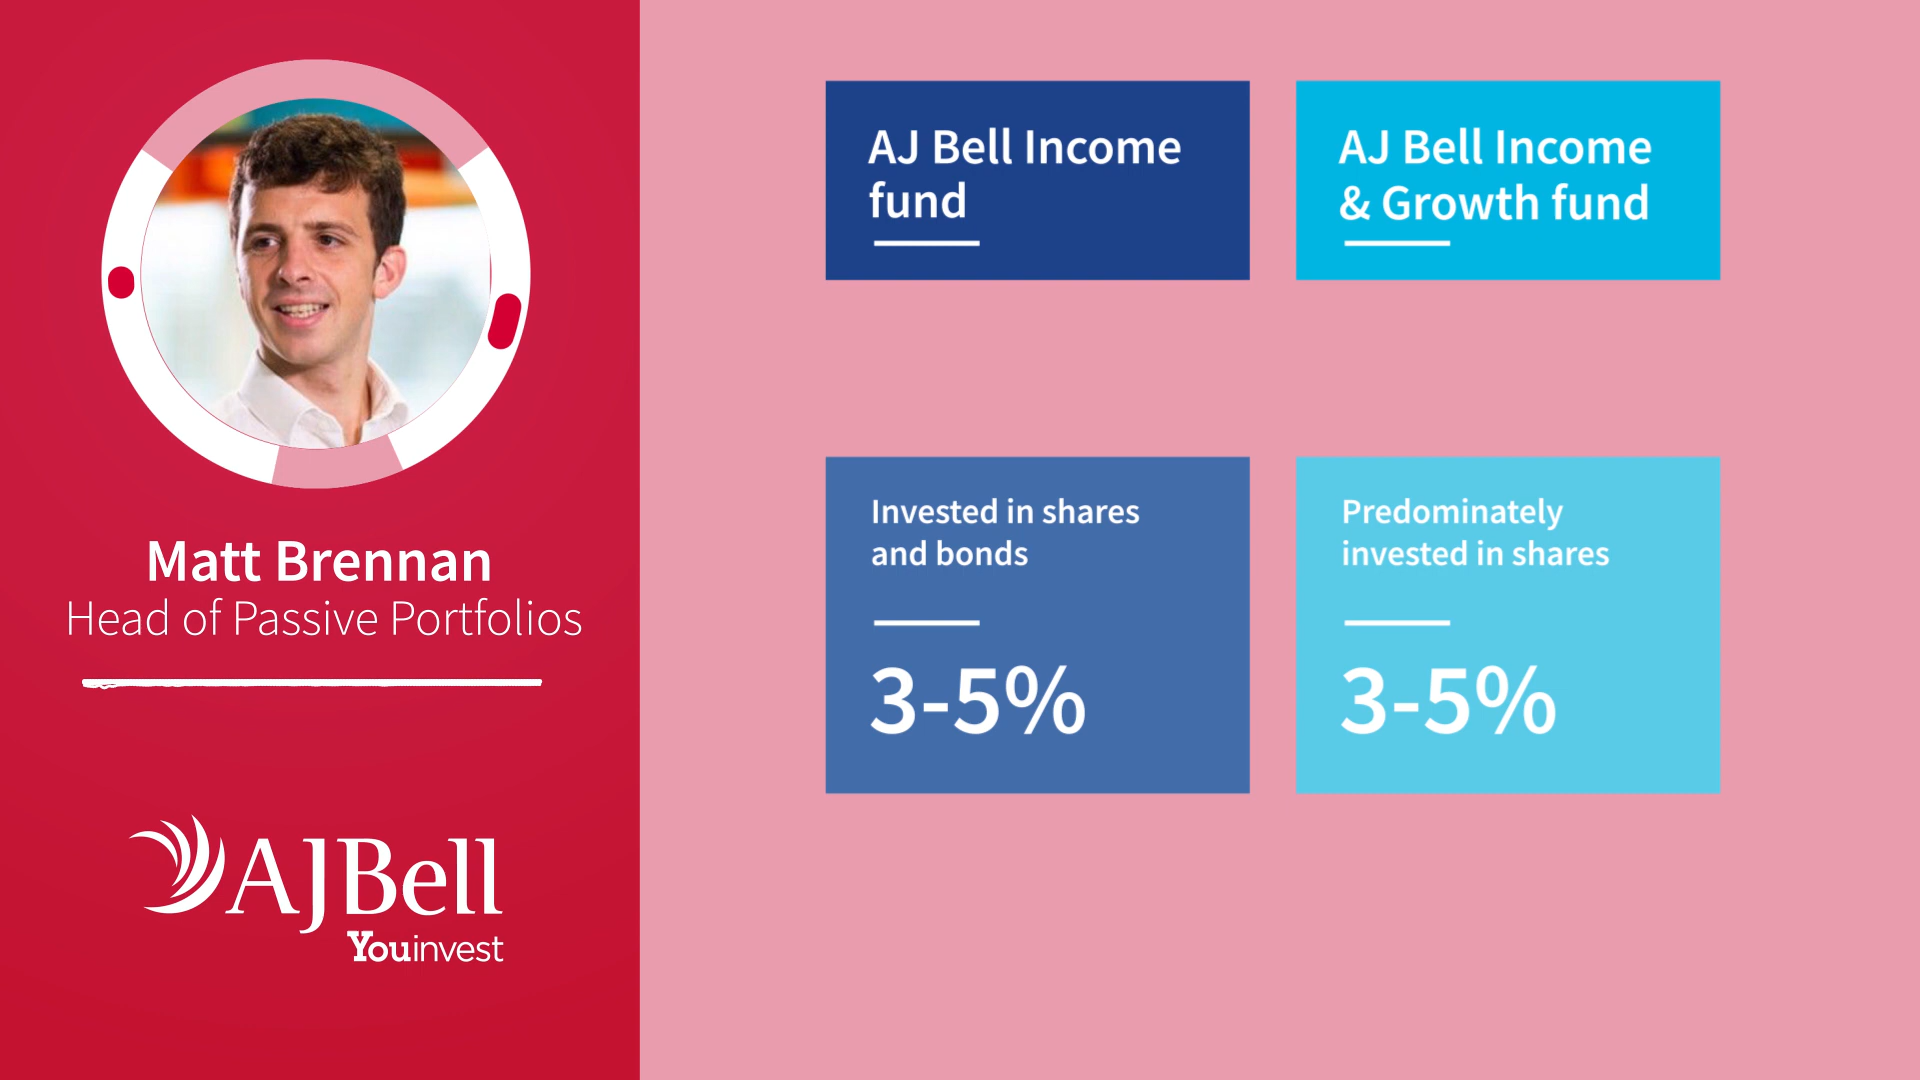 Matt Brennan
Head of Passive Portfolios
AJBell
Youinvest
AJ Bell Income
fund
AJ Bell Income
& Growth fund
Invested in shares
and bonds
3-5%
Predominately
invested in shares
3-5%